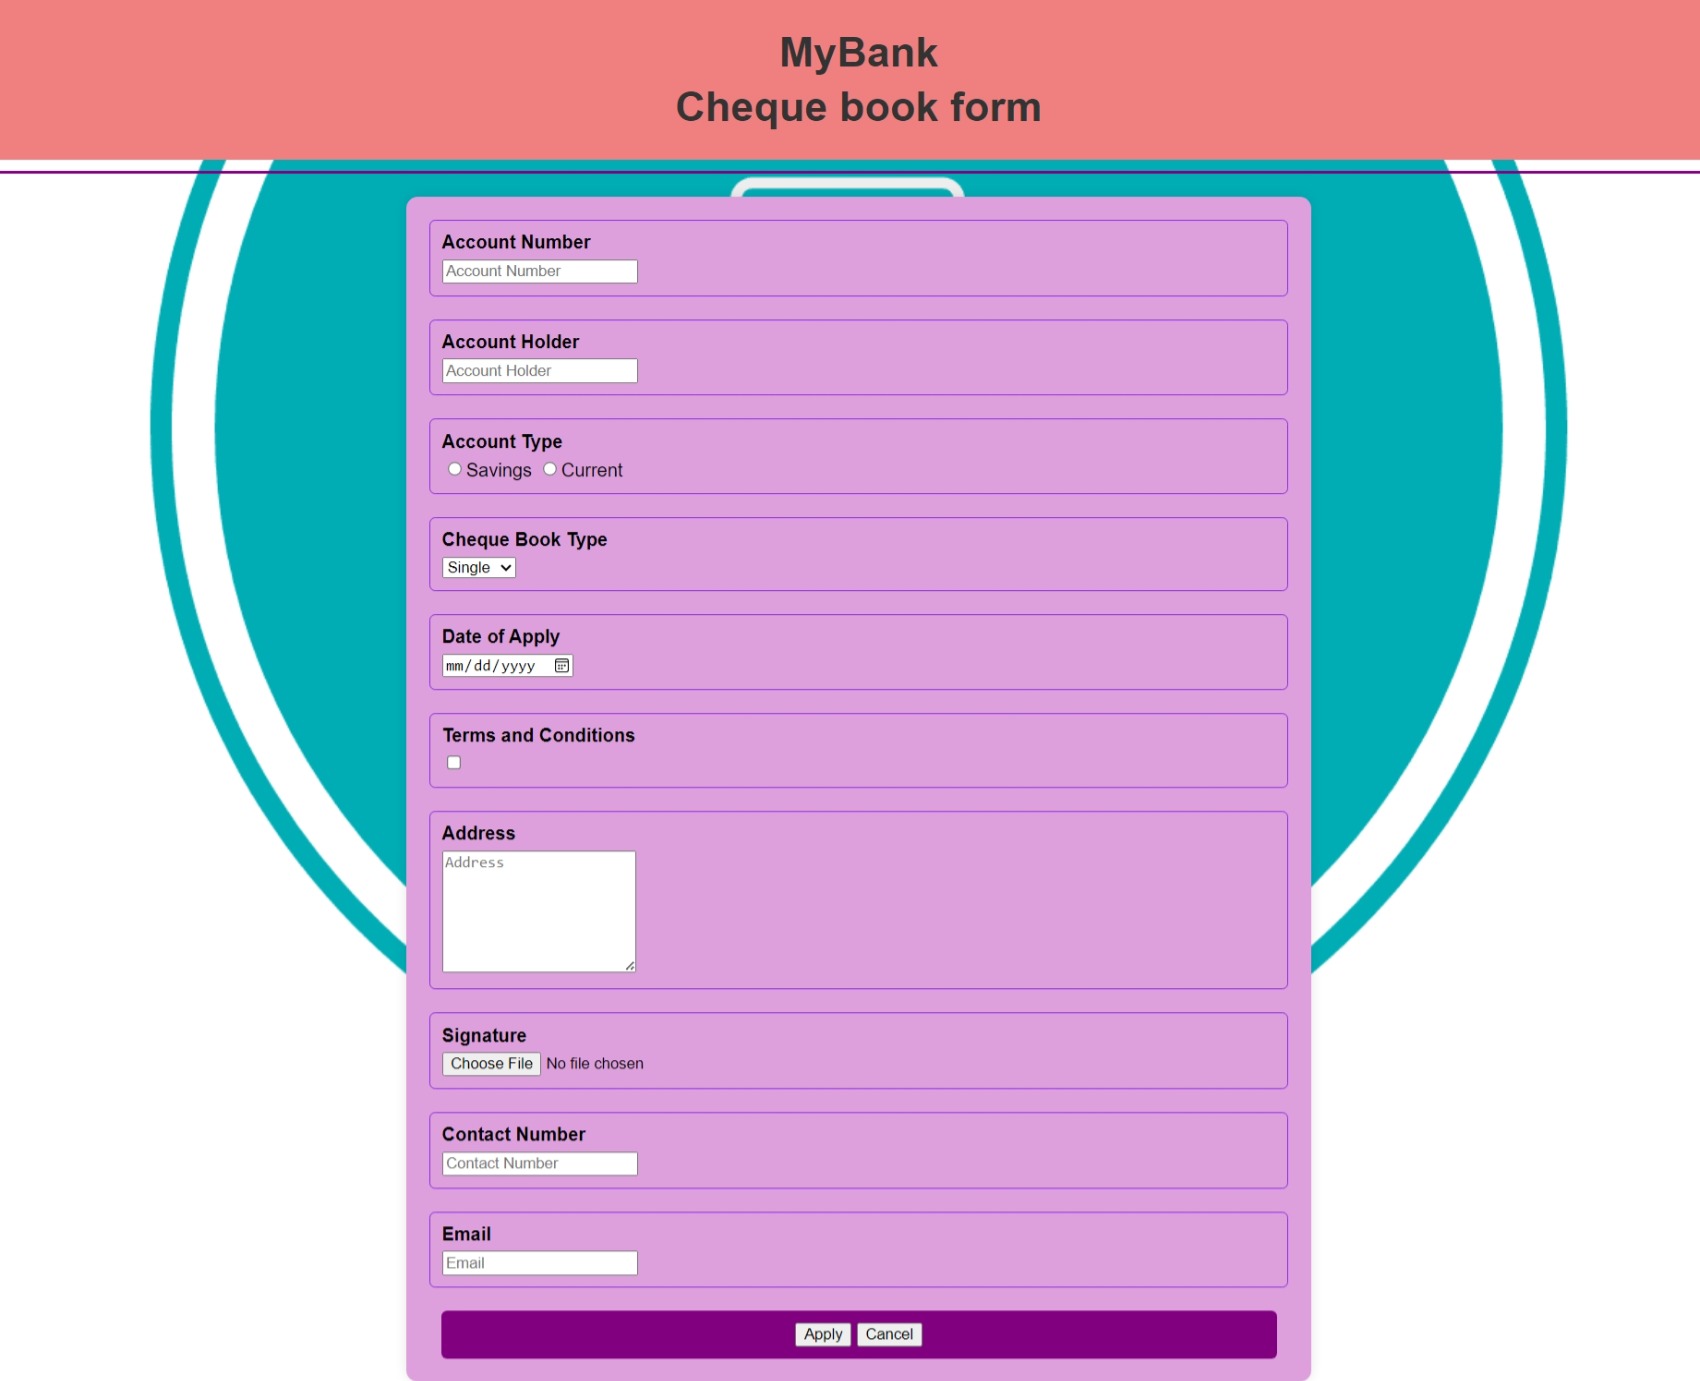 MyBank
Cheque book form
Account Number
Account Number
Account Holder
Account Holder
Account Type
Savings Current
Cheque Book Type
Single
Date of Apply
mm/dd/yyyy
Terms and Conditions
Address
Address
Signature
Choose File No file chosen
Contact Number
Contact Number
Email
Email
Apply Cancel